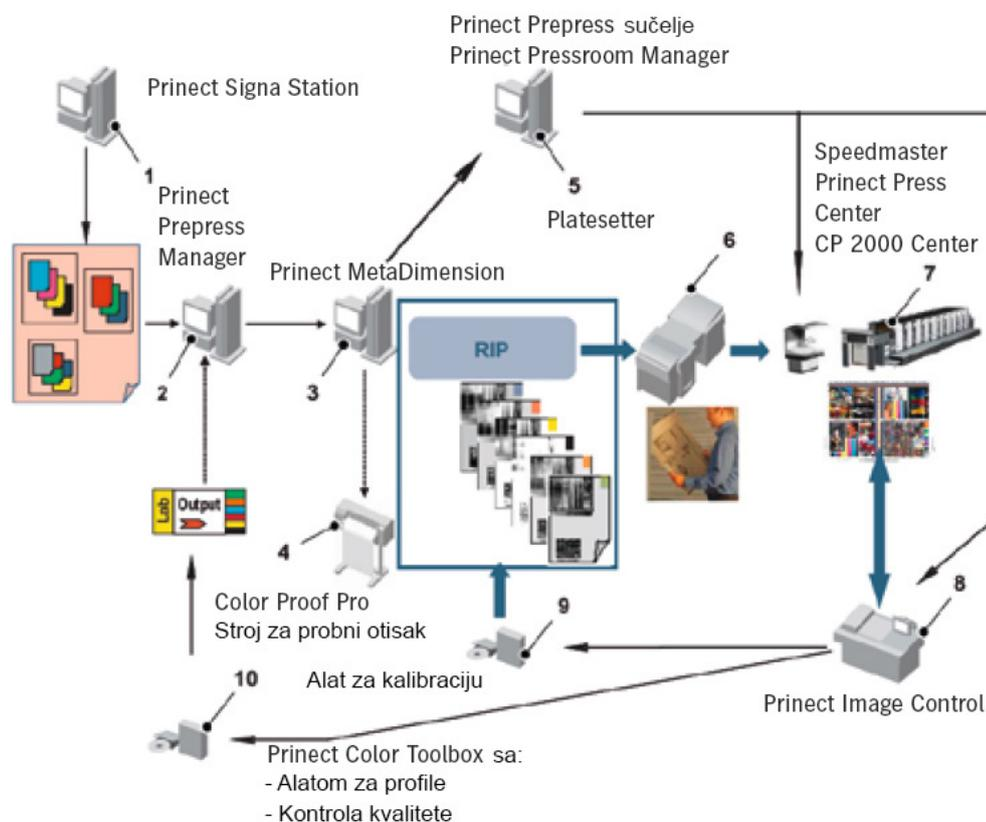 Prinect Prepress sučelje
Prinect Pressroom Manager
Prinect Signa Station
1
5
Speedmaster
Prinect Press
Center
CP 2000 Center
Prinect
Prepress
Manager
Platesetter
6
7
Prinect MetaDimension
RIP
2
3
Lab
Output
4
9
8
Color Proof Pro
Stroj za probni otisak
Alat za kalibraciju
10
Prinect Image Control
Prinect Color Toolbox sa:
- Alatom za profile
- Kontrola kvalitete